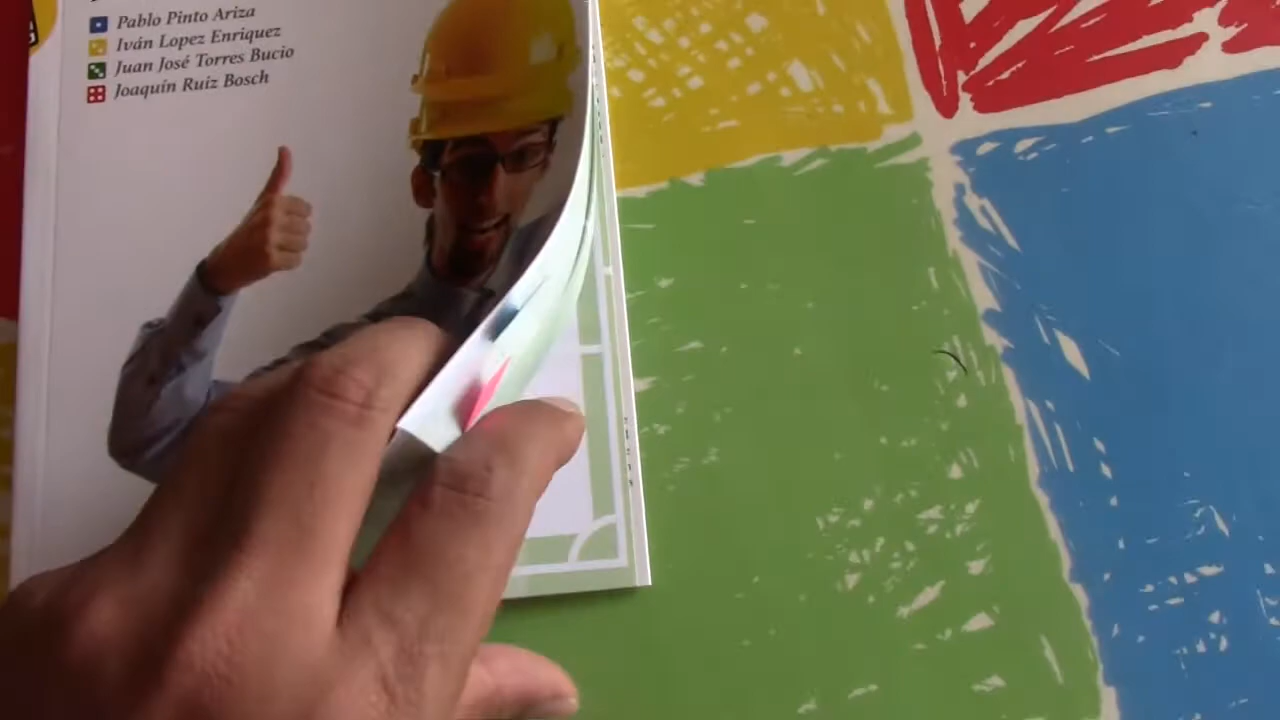 Pablo Pinto Ariza
Iván Lopez Enriquez
Juan José Torres Bucio
Joaquín Ruiz Bosch